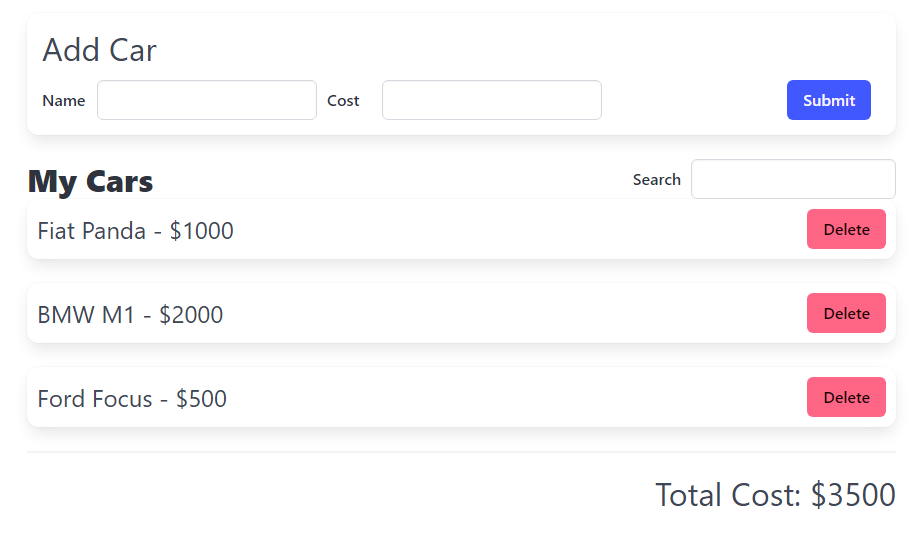 Add Car
Name Cost Submit
My Cars Search
Fiat Panda - $1000 Delete
BMW M1 - $2000 Delete
Ford Focus - $500 Delete
Total Cost: $3500